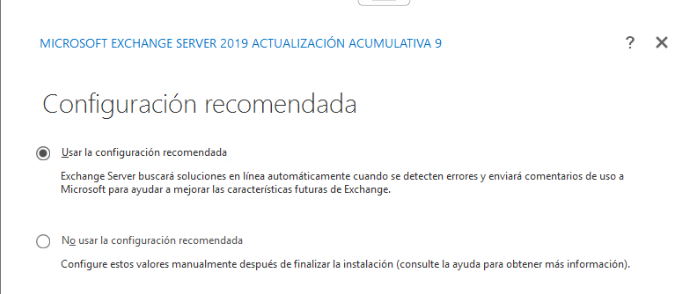 MICROSOFT EXCHANGE SERVER 2019 ACTUALIZACIÓN ACUMULATIVA 9
? ✕
Configuración recomendada
Usar la configuración recomendada
Exchange Server buscará soluciones en línea automáticamente cuando se detecten errores y enviará comentarios de uso a
Microsoft para ayudar a mejorar las características futuras de Exchange.
No usar la configuración recomendada
Configure estos valores manualmente después de finalizar la instalación (consulte la ayuda para obtener más información).